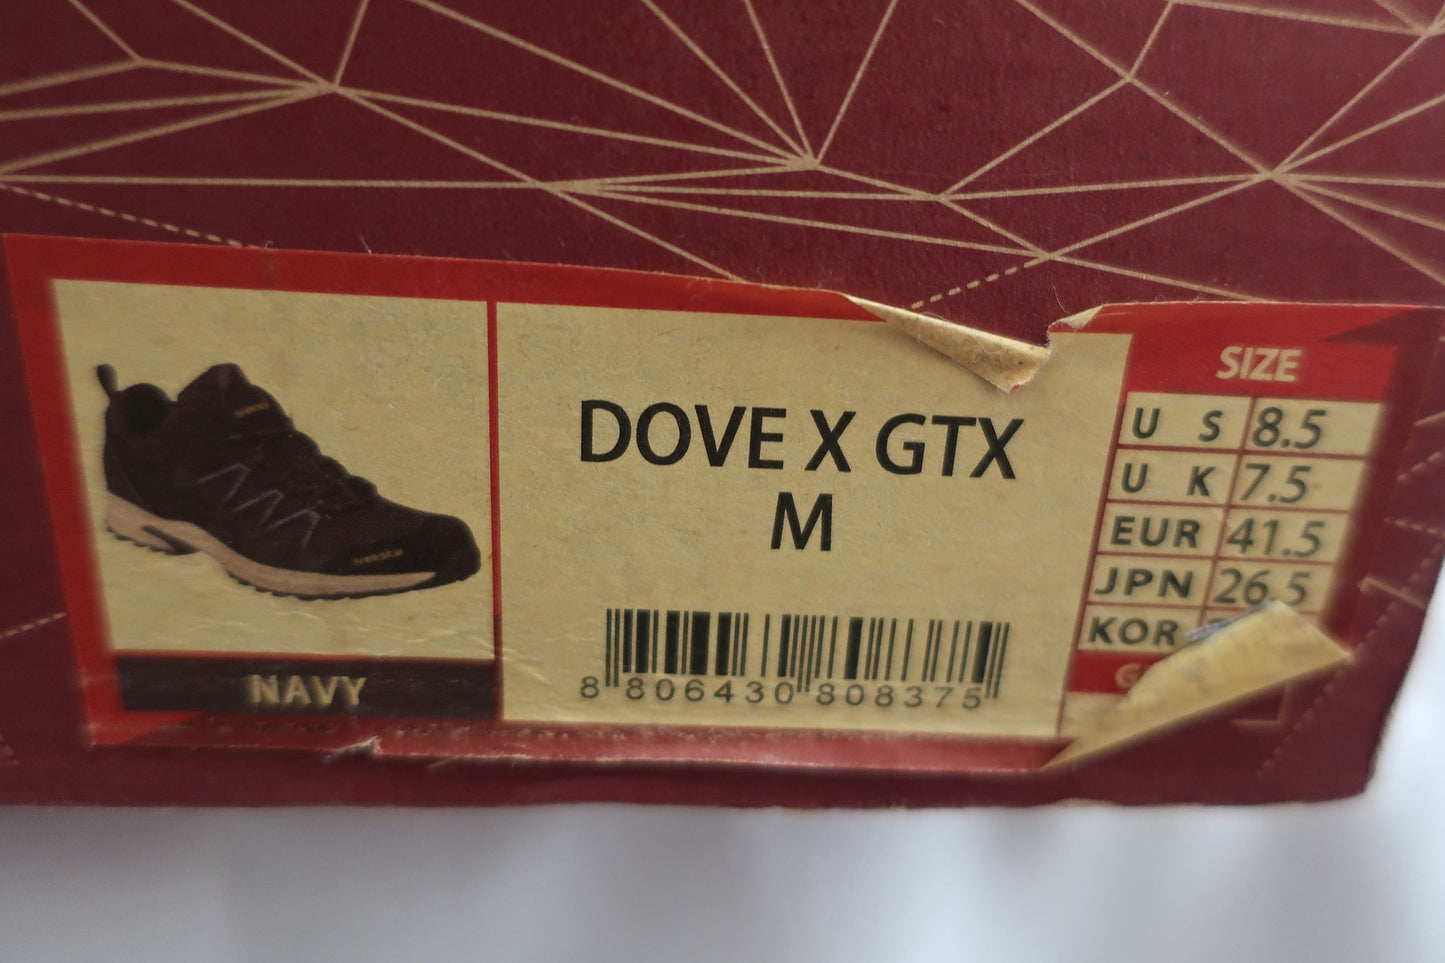 NAVY
DOVE X GTX
M
8 806430 808375
SIZE
U S 8.5
U K 7.5
EUR 41.5
JPN 26.5
KOR